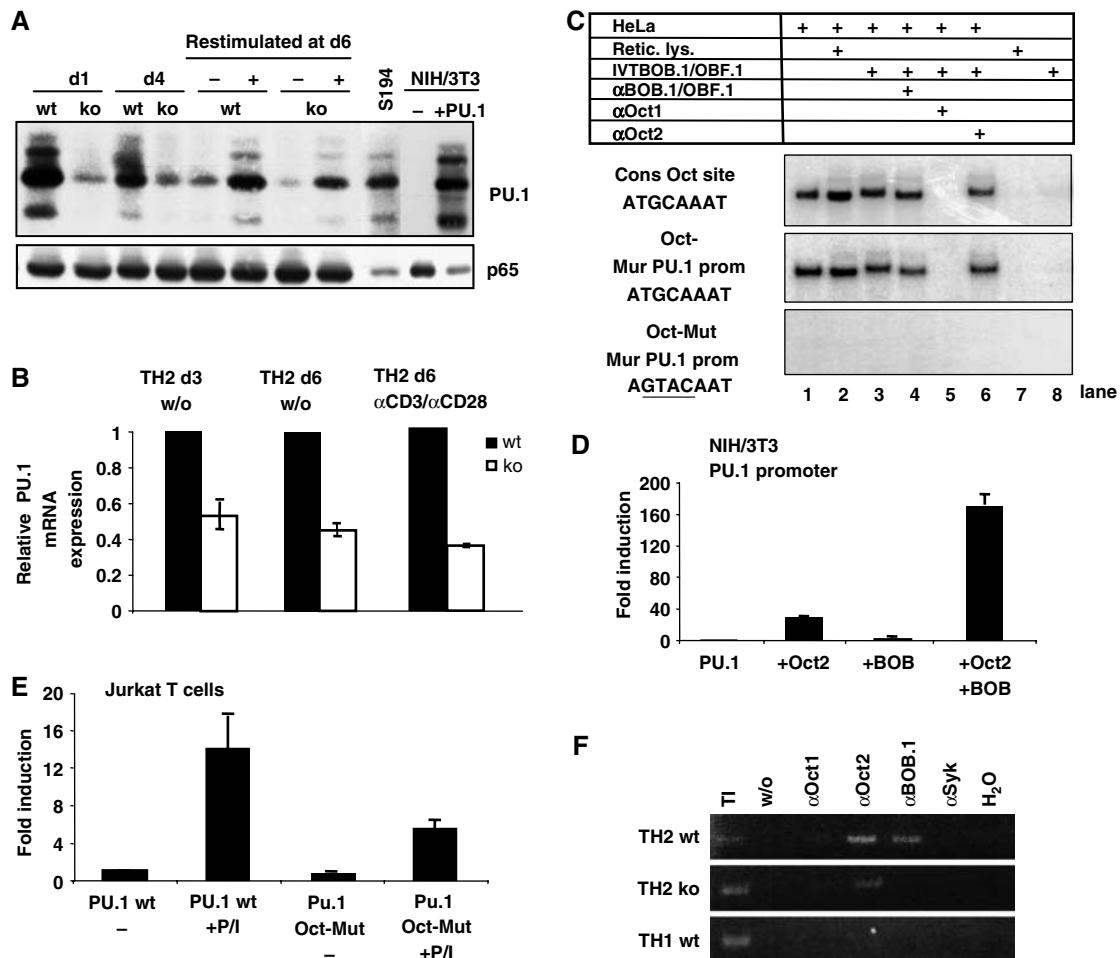 A
Restimulated at d6
d1 d4 – + – + S194 NIH/3T3
wt ko wt ko wt ko – +PU.1
PU.1
p65
B
TH2 d3 w/o
TH2 d6 w/o
TH2 d6 αCD3/αCD28
Relative PU.1 mRNA expression
1
0.8
0.6
0.4
0.2
0
wt
ko
C
HeLa + + + + + +
Retic. lys. + +
IVTBOB.1/OBF.1 + + + + +
αBOB.1/OBF.1 +
αOct1 +
αOct2 +
Cons Oct site
ATGCAAAT
Oct-
Mur PU.1 prom
ATGCAAAT
Oct-Mut
Mur PU.1 prom
AGTACAAT
1 2 3 4 5 6 7 8 lane
D
NIH/3T3
PU.1 promoter
Fold induction
200
160
120
80
40
0
PU.1 +Oct2 +BOB +Oct2
+BOB
E
Jurkat T cells
Fold induction
20
16
12
8
4
0
PU.1 wt PU.1 wt Pu.1 Pu.1
– +P/I Oct-Mut Oct-Mut
– +P/I
F
TI w/o αOct1 αOct2 αBOB.1 αSyk H2O
TH2 wt
TH2 ko
TH1 wt